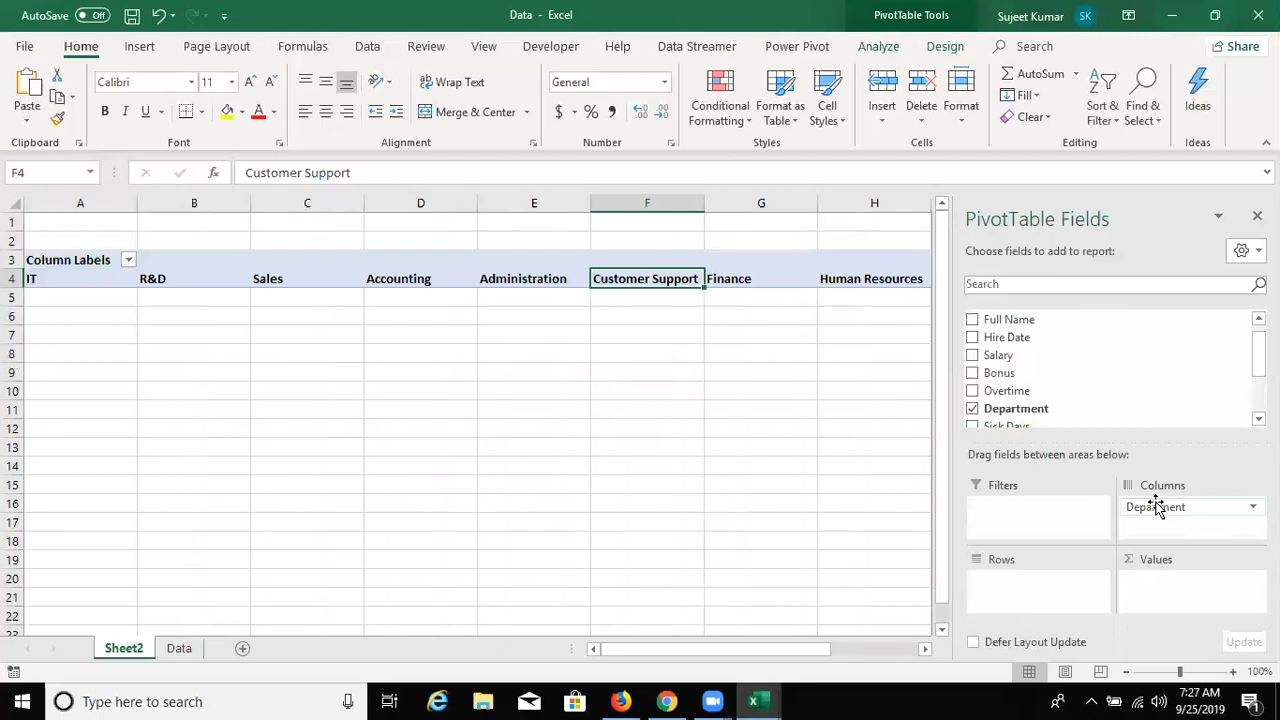 AutoSave Off
Data - Excel
PivotTable Tools
Sujeet Kumar SK
File Home Insert Page Layout Formulas Data Review View Developer Help Data Streamer Power Pivot Analyze Design Search Share
Paste
Clipboard
Calibri 11
B I U
Font
Wrap Text
Merge & Center
Alignment
General
$ % ,
Number
Conditional Formatting
Format as Table
Cell Styles
Styles
Insert Delete Format
Cells
AutoSum
Fill
Clear
Sort & Filter
Find & Select
Editing
Ideas
Ideas
F4 fx Customer Support
A B C D E F G H
1
2
3 Column Labels
4 IT R&D Sales Accounting Administration Customer Support Finance Human Resources
5
6
7
8
9
10
11
12
13
14
15
16
17
18
19
20
21
22
23
PivotTable Fields
Choose fields to add to report:
Search
Full Name
Hire Date
Salary
Bonus
Overtime
Department
Sick Days
Drag fields between areas below:
Filters
Columns
Department
Rows
Σ Values
Defer Layout Update
Update
Sheet2 Data
100%
Type here to search
7:27 AM
9/25/2019
1